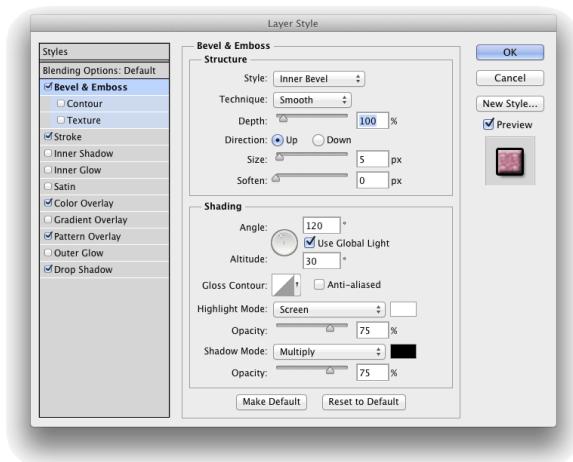 Layer Style
Styles
Blending Options: Default
Bevel & Emboss
Contour
Texture
Stroke
Inner Shadow
Inner Glow
Satin
Color Overlay
Gradient Overlay
Pattern Overlay
Outer Glow
Drop Shadow
Bevel & Emboss
Structure
Style: Inner Bevel
Technique: Smooth
Depth: 100 %
Direction: Up Down
Size: 5 px
Soften: 0 px
Shading
Angle: 120 °
Use Global Light
Altitude: 30 °
Gloss Contour: Anti-aliased
Highlight Mode: Screen
Opacity: 75 %
Shadow Mode: Multiply
Opacity: 75 %
Make Default Reset to Default
OK
Cancel
New Style...
Preview